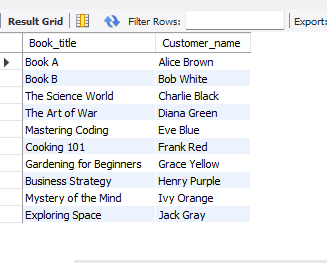 Result Grid Filter Rows: Export:
Book_title Customer_name
Book A Alice Brown
Book B Bob White
The Science World Charlie Black
The Art of War Diana Green
Mastering Coding Eve Blue
Cooking 101 Frank Red
Gardening for Beginners Grace Yellow
Business Strategy Henry Purple
Mystery of the Mind Ivy Orange
Exploring Space Jack Gray